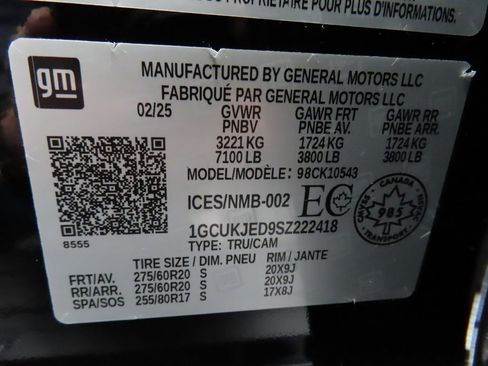 PROPRIÉTAIRE POUR PLUS D'INFORMATIONS.
gm
MANUFACTURED BY GENERAL MOTORS LLC
FABRIQUÉ PAR GENERAL MOTORS LLC
02/25 GVWR GAWR FRT GAWR RR
PNBV PNBE AV. PNBE ARR.
3221 KG 1724 KG 1724 KG
7100 LB 3800 LB 3800 LB
MODEL/MODÈLE: 98CK10543
ICES/NMB-002 EC
CANADA
985
TRANSPORT
8555
1GCUKJED9SZ222418
TYPE: TRU/CAM
TIRE SIZE / DIM. PNEU RIM / JANTE
FRT/AV. 275/60R20 S 20X9J
RR/ARR. 275/60R20 S 20X9J
SPA/SOS 255/80R17 S 17X8J